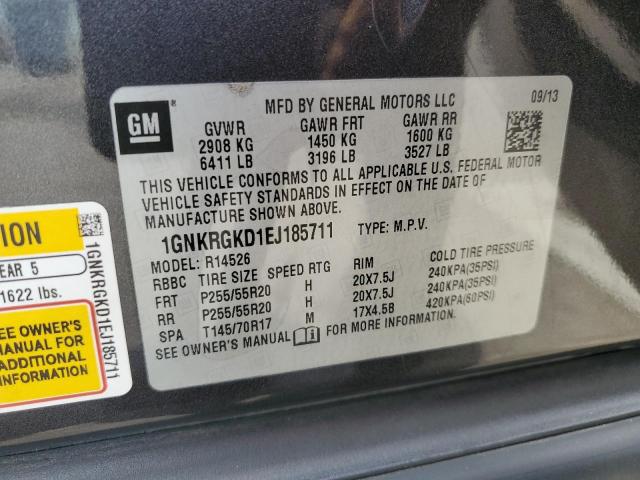 GM®
MFD BY GENERAL MOTORS LLC
09/13
GVWR GAWR FRT GAWR RR
2908 KG 1450 KG 1600 KG
6411 LB 3196 LB 3527 LB
THIS VEHICLE CONFORMS TO ALL APPLICABLE U.S. FEDERAL MOTOR
VEHICLE SAFETY STANDARDS IN EFFECT ON THE DATE OF
MANUFACTURE SHOWN ABOVE.
1GNKRGKD1EJ185711 TYPE: M.P.V.
MODEL: R14526
RBBC TIRE SIZE SPEED RTG RIM COLD TIRE PRESSURE
FRT P255/55R20 H 20X7.5J 240KPA(35PSI)
RR P255/55R20 H 20X7.5J 240KPA(35PSI)
SPA T145/70R17 M 17X4.5B 420KPA(60PSI)
SEE OWNER'S MANUAL FOR MORE INFORMATION.
EAR 5
1622 lbs.
SEE OWNER'S
MANUAL FOR
ADDITIONAL
INFORMATION
1GNKRGKD1EJ185711